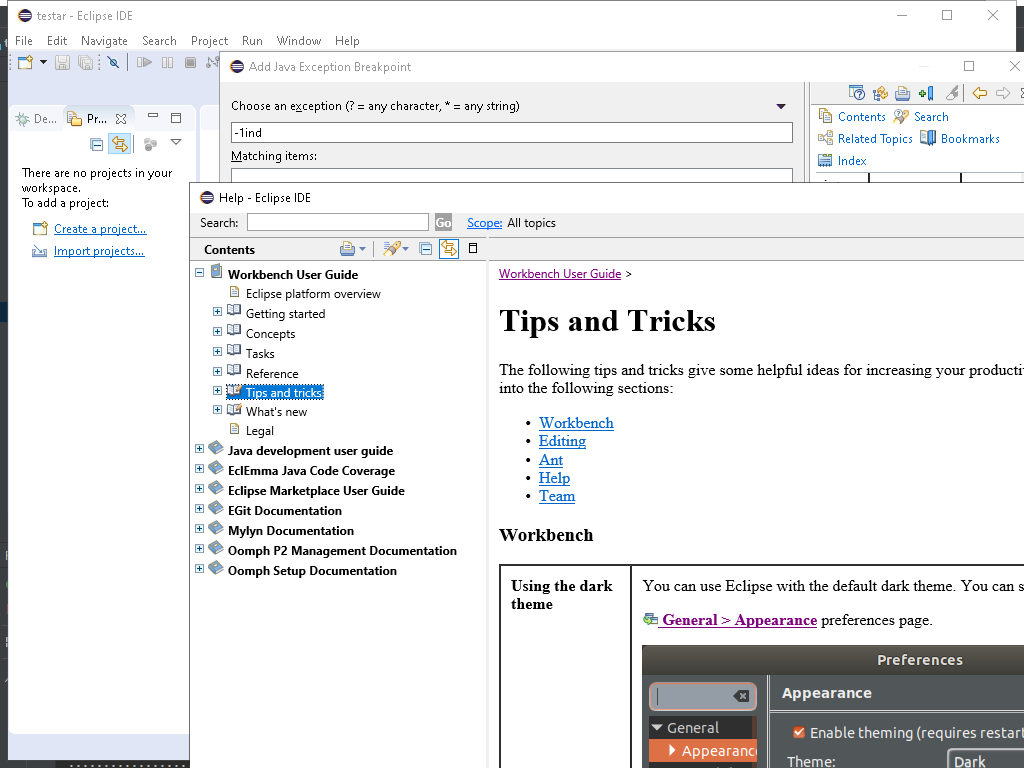 testar - Eclipse IDE
File Edit Navigate Search Project Run Window Help
Add Java Exception Breakpoint
Choose an exception (? = any character, * = any string)
-1ind
Matching items:
Contents Search
Related Topics Bookmarks
Index
De... Pr...
There are no projects in your
workspace.
To add a project:
Create a project...
Import projects...
Help - Eclipse IDE
Search: Go Scope: All topics
Contents
Workbench User Guide
Eclipse platform overview
Getting started
Concepts
Tasks
Reference
Tips and tricks
What's new
Legal
Java development user guide
EclEmma Java Code Coverage
Eclipse Marketplace User Guide
EGit Documentation
Mylyn Documentation
Oomph P2 Management Documentation
Oomph Setup Documentation
Workbench User Guide >
Tips and Tricks
The following tips and tricks give some helpful ideas for increasing your producti
into the following sections:
• Workbench
• Editing
• Ant
• Help
• Team
Workbench
Using the dark
theme
You can use Eclipse with the default dark theme. You can s
General > Appearance preferences page.
Preferences
Appearance
General
Appearanc
Enable theming (requires restart
Theme: Dark